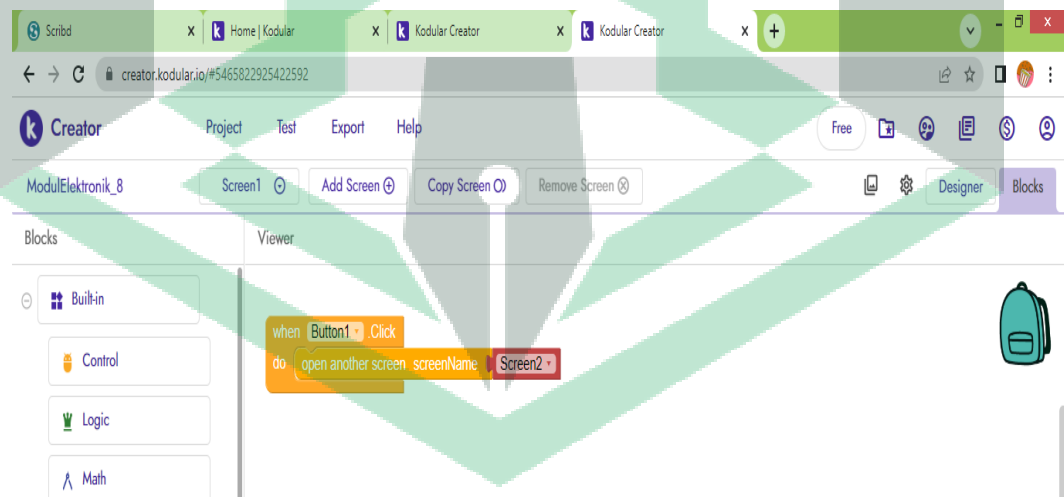 Scribd x Home | Kodular x Kodular Creator x Kodular Creator x
creator.kodular.io/#5465822925422592
Creator Project Test Export Help Free
ModulElektronik_8 Screen1 Add Screen Copy Screen Remove Screen Designer Blocks
Blocks Viewer
Built-in
when Button1 .Click
Control
do open another screen screenName Screen2
Logic
Math